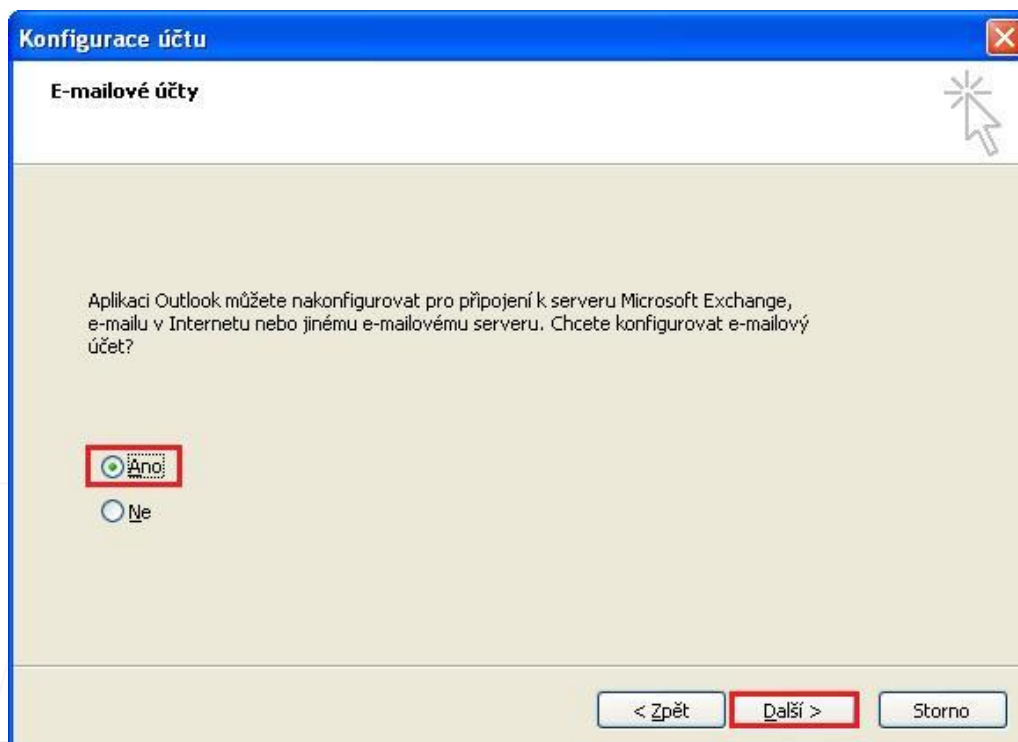 Konfigurace účtu
E-mailové účty
Aplikaci Outlook můžete nakonfigurovat pro připojení k serveru Microsoft Exchange,
e-mailu v Internetu nebo jinému e-mailovému serveru. Chcete konfigurovat e-mailový
účet?
Ano
Ne
< Zpět
Další >
Storno